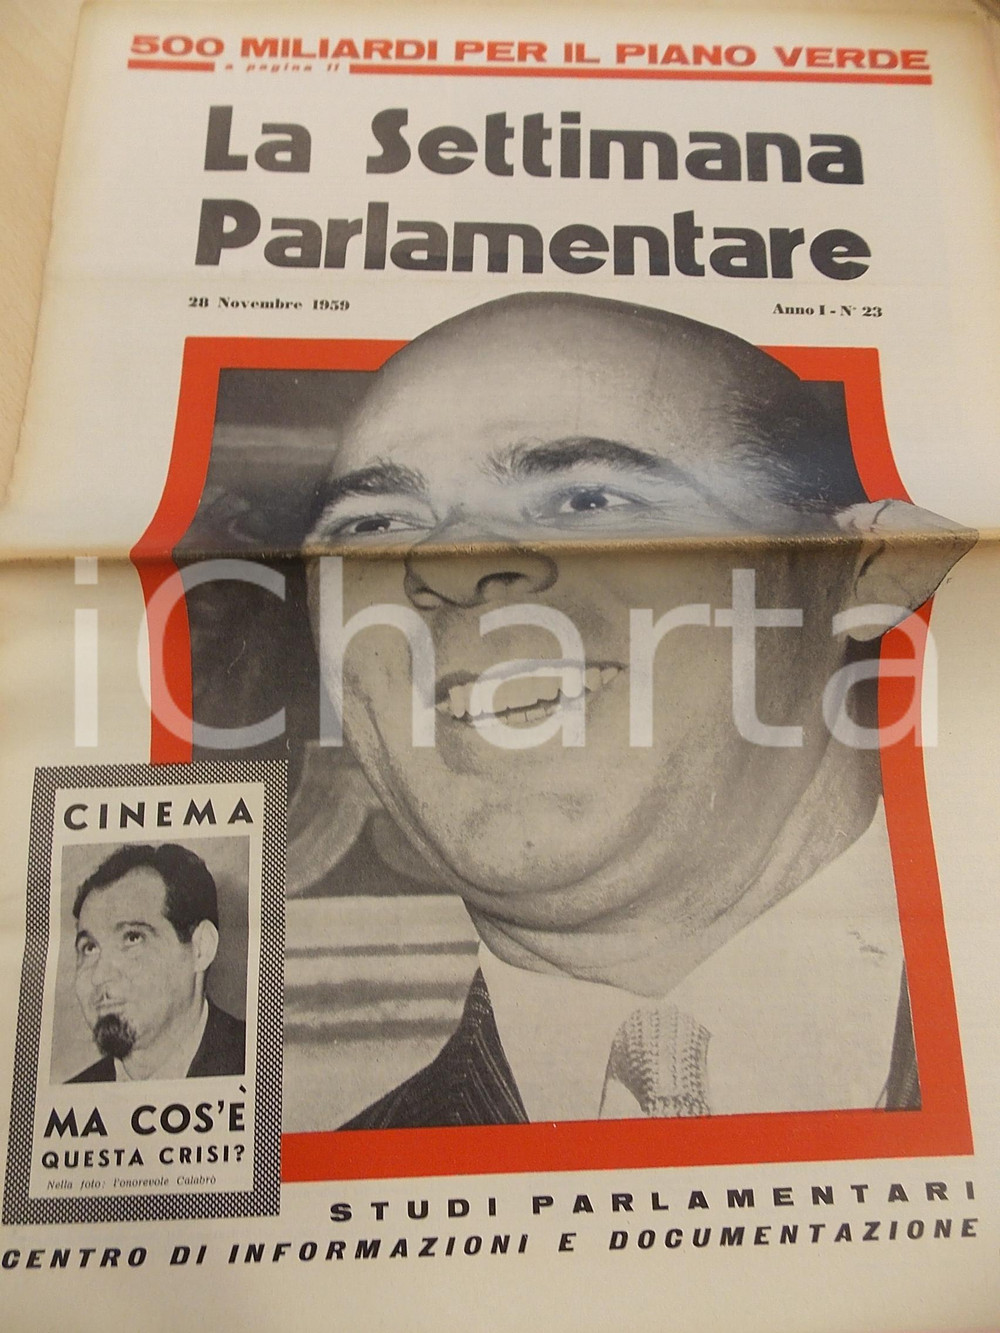 500 MILIARDI PER IL PIANO VERDE
a pagina 11
La Settimana
Parlamentare
28 Novembre 1959
Anno I - N° 23
iCharta
CINEMA
MA COS'È
QUESTA CRISI?
Nella foto: l'onorevole Calabrò
STUDI PARLAMENTARI
CENTRO DI INFORMAZIONI E DOCUMENTAZIONE